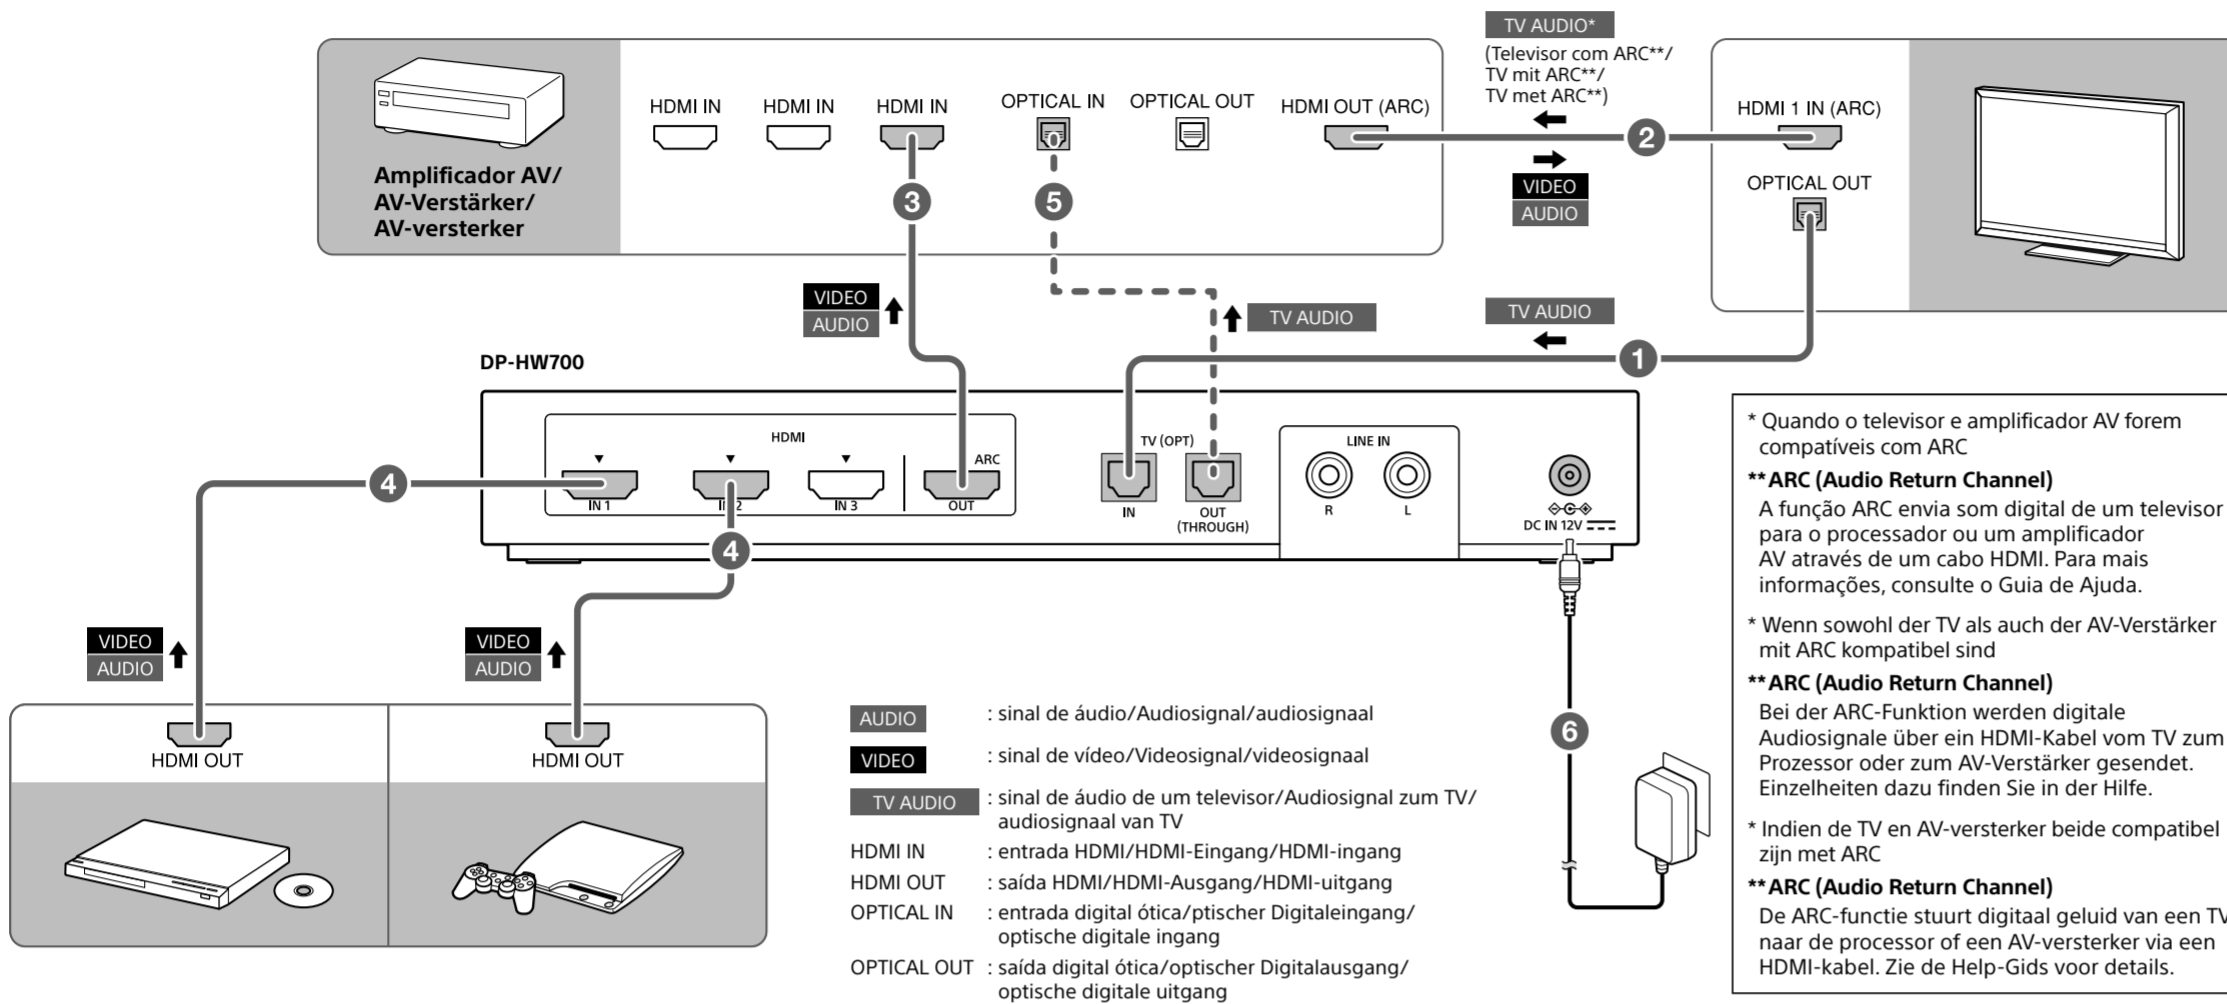 TV AUDIO*
(Televisor com ARC**/
TV mit ARC**/
TV met ARC**)
HDMI IN
HDMI IN
HDMI IN
OPTICAL IN
OPTICAL OUT
HDMI OUT (ARC)
HDMI 1 IN (ARC)
2
VIDEO
AUDIO
OPTICAL OUT
Amplificador AV/
AV-Verstärker/
AV-versterker
3
5
VIDEO
AUDIO
TV AUDIO
TV AUDIO
1
DP-HW700
HDMI
ARC
IN 1
IN 2
IN 3
OUT
TV (OPT)
IN
OUT
(THROUGH)
LINE IN
R
L
DC IN 12V
4
4
6
VIDEO
AUDIO
VIDEO
AUDIO
HDMI OUT
HDMI OUT
AUDIO : sinal de áudio/Audiosignal/audiosignaal
VIDEO : sinal de vídeo/Videosignal/videosignaal
TV AUDIO : sinal de áudio de um televisor/Audiosignal zum TV/
audiosignaal van TV
HDMI IN : entrada HDMI/HDMI-Eingang/HDMI-ingang
HDMI OUT : saída HDMI/HDMI-Ausgang/HDMI-uitgang
OPTICAL IN : entrada digital ótica/ptischer Digitaleingang/
optische digitale ingang
OPTICAL OUT : saída digital ótica/optischer Digitalausgang/
optische digitale uitgang
* Quando o televisor e amplificador AV forem
compatíveis com ARC
**ARC (Audio Return Channel)
A função ARC envia som digital de um televisor
para o processador ou um amplificador
AV através de um cabo HDMI. Para mais
informações, consulte o Guia de Ajuda.
* Wenn sowohl der TV als auch der AV-Verstärker
mit ARC kompatibel sind
**ARC (Audio Return Channel)
Bei der ARC-Funktion werden digitale
Audiosignale über ein HDMI-Kabel vom TV zum
Prozessor oder zum AV-Verstärker gesendet.
Einzelheiten dazu finden Sie in der Hilfe.
* Indien de TV en AV-versterker beide compatibel
zijn met ARC
**ARC (Audio Return Channel)
De ARC-functie stuurt digitaal geluid van een TV
naar de processor of een AV-versterker via een
HDMI-kabel. Zie de Help-Gids voor details.